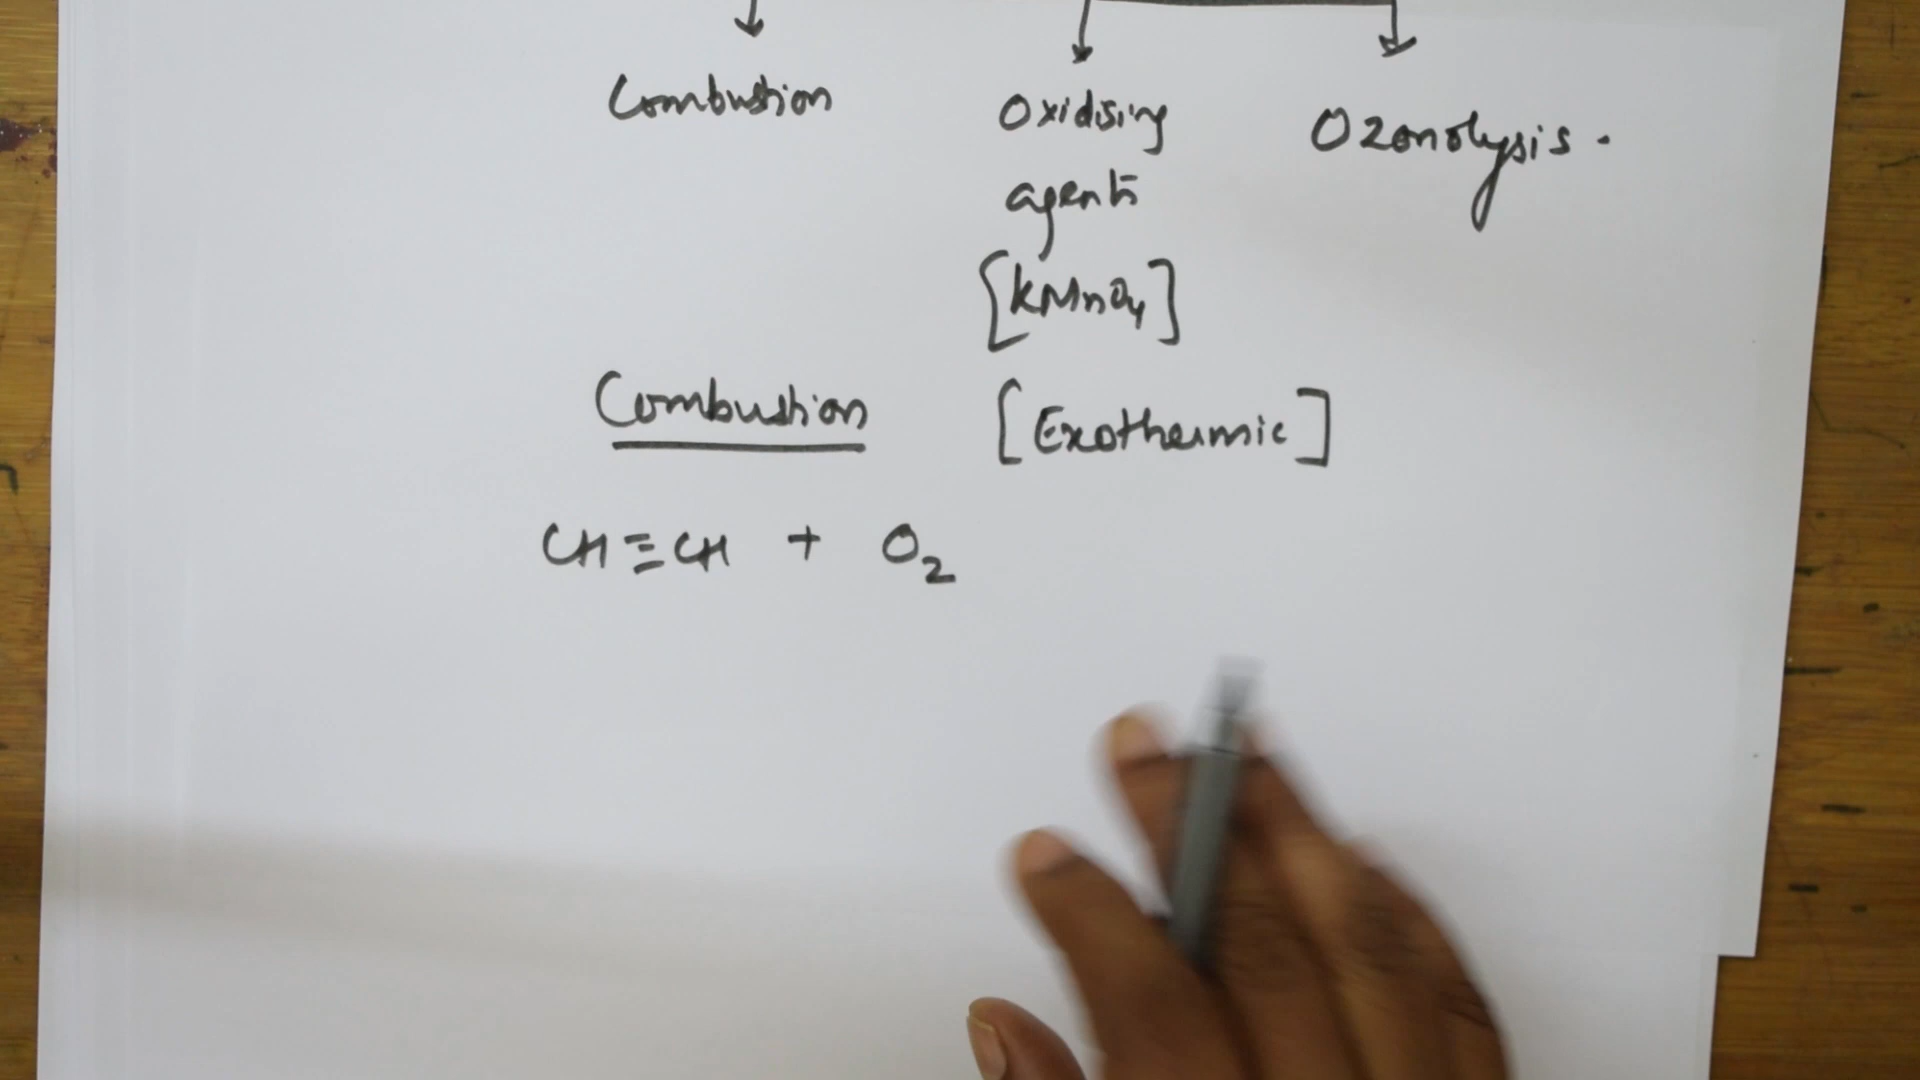 Combustion
Oxidising
agents
[KMnO4]
Ozonolysis.
Combustion [Exothermic]
CH≡CH + O2